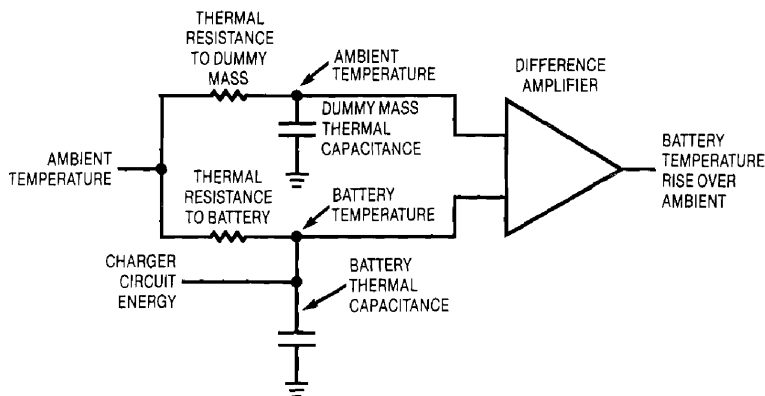 THERMAL
RESISTANCE
TO DUMMY
MASS
AMBIENT
TEMPERATURE
DIFFERENCE
AMPLIFIER
DUMMY MASS
THERMAL
CAPACITANCE
AMBIENT
TEMPERATURE
BATTERY
TEMPERATURE
RISE OVER
AMBIENT
THERMAL
RESISTANCE
TO BATTERY
BATTERY
TEMPERATURE
CHARGER
CIRCUIT
ENERGY
BATTERY
THERMAL
CAPACITANCE